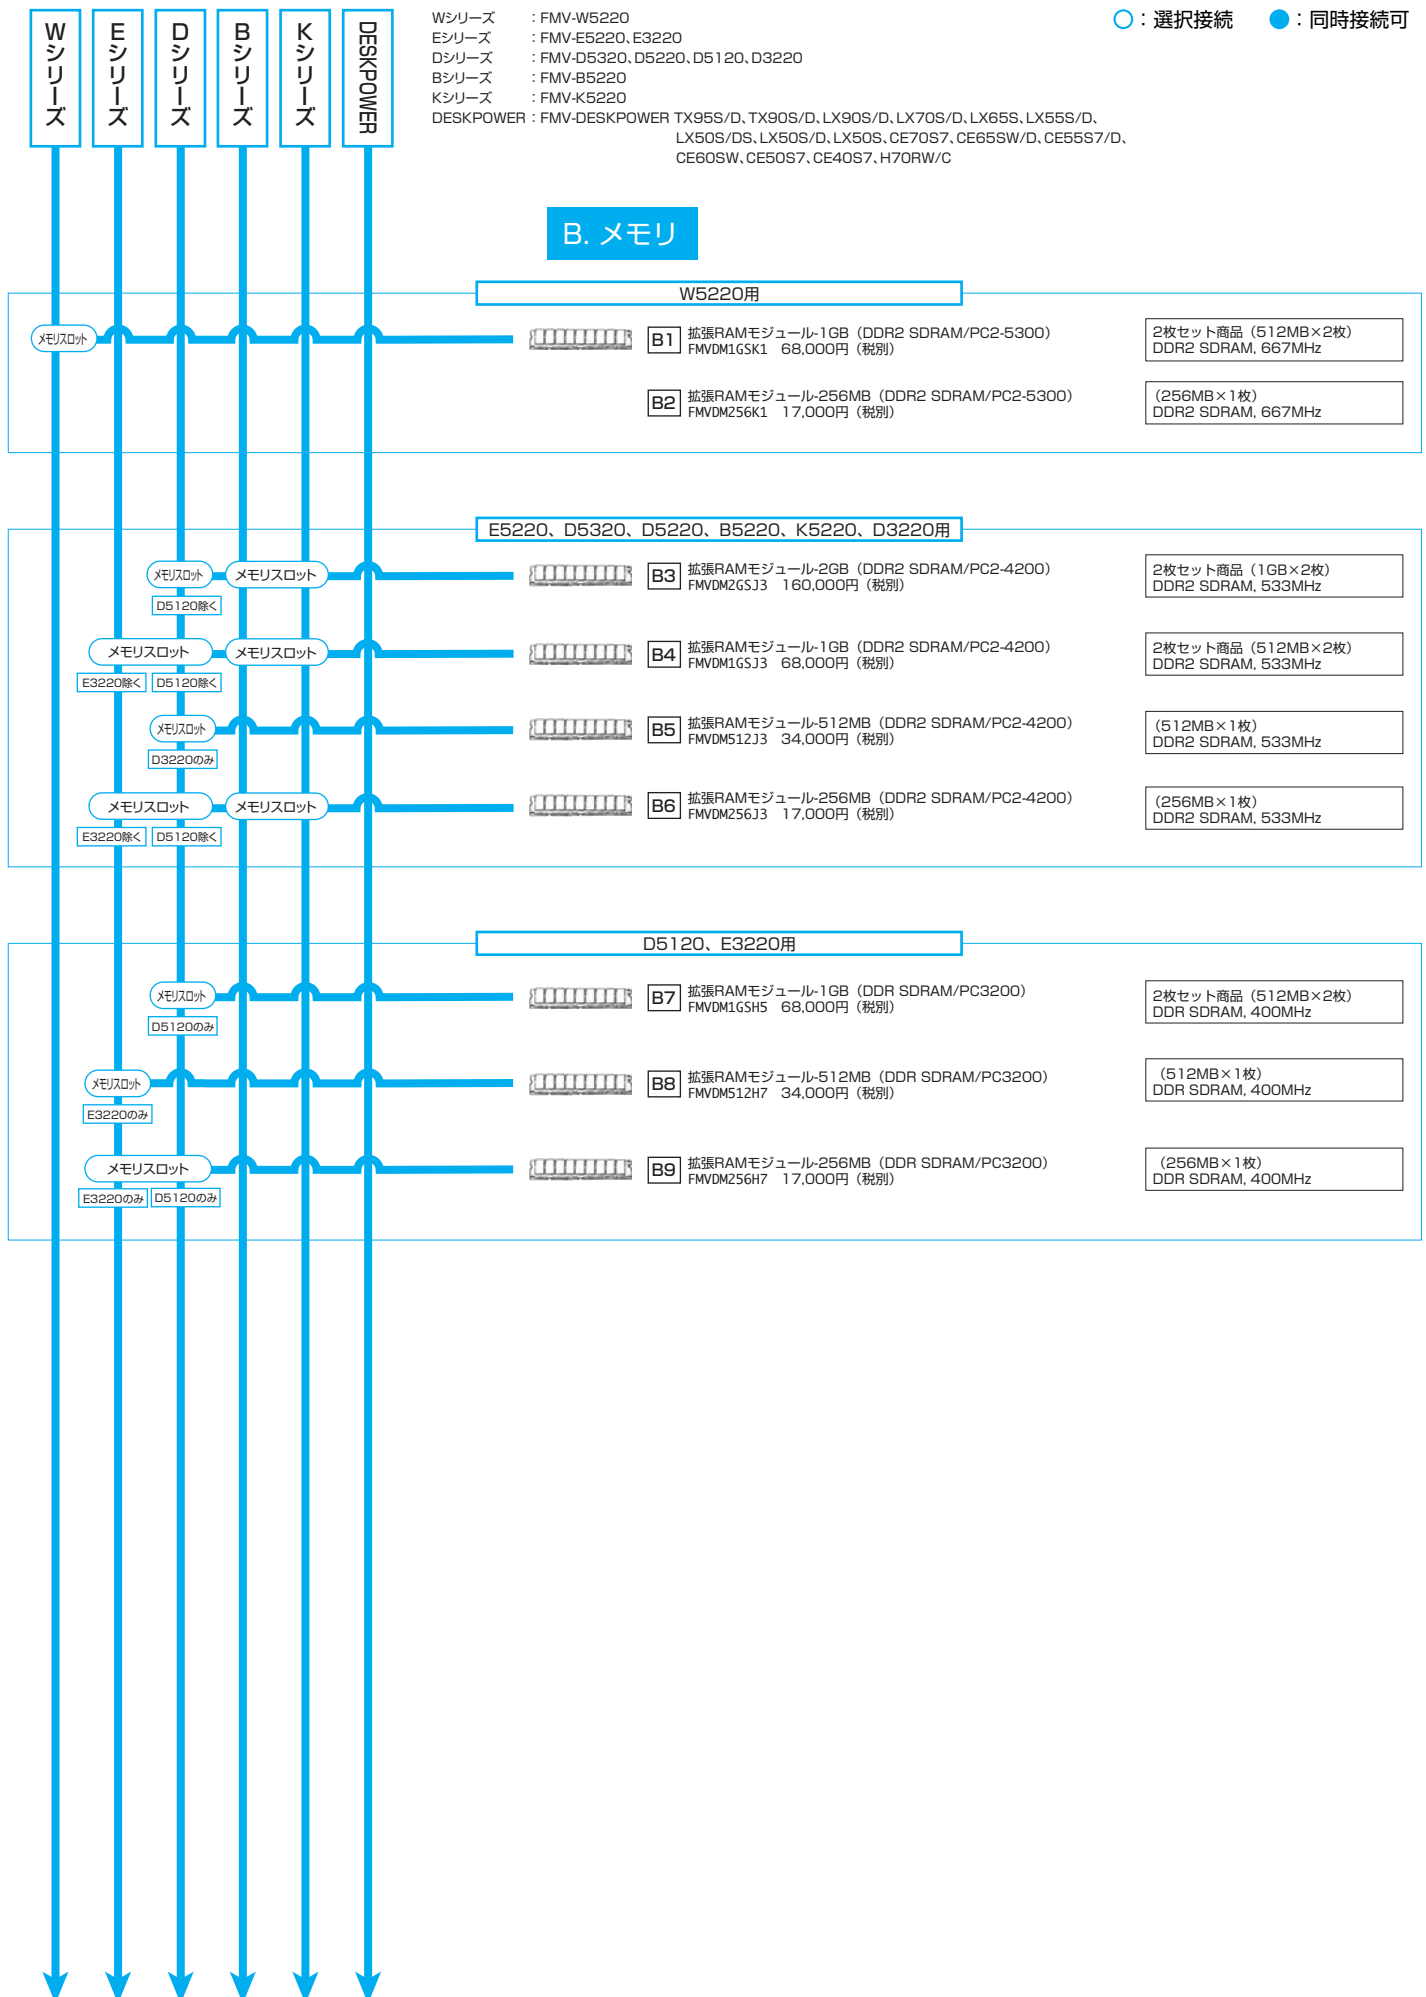 Wシリーズ
Eシリーズ
Dシリーズ
Bシリーズ
Kシリーズ
DESKPOWER
Wシリーズ ：FMV-W5220
Eシリーズ ：FMV-E5220、E3220
Dシリーズ ：FMV-D5320、D5220、D5120、D3220
Bシリーズ ：FMV-B5220
Kシリーズ ：FMV-K5220
DESKPOWER：FMV-DESKPOWER TX95S/D、TX90S/D、LX90S/D、LX70S/D、LX65S、LX55S/D、
LX50S/DS、LX50S/D、LX50S、CE70S7、CE65SW/D、CE55S7/D、
CE60SW、CE50S7、CE40S7、H70RW/C
○：選択接続 ●：同時接続可
B. メモリ
W5220用
メモリスロット
B1 拡張RAMモジュール-1GB（DDR2 SDRAM/PC2-5300）
FMVDM1GSK1 68,000円（税別）
2枚セット商品（512MB×2枚）
DDR2 SDRAM, 667MHz
B2 拡張RAMモジュール-256MB（DDR2 SDRAM/PC2-5300）
FMVDM256K1 17,000円（税別）
（256MB×1枚）
DDR2 SDRAM, 667MHz
E5220、D5320、D5220、B5220、K5220、D3220用
メモリスロット メモリスロット
D5120除く
B3 拡張RAMモジュール-2GB（DDR2 SDRAM/PC2-4200）
FMVDM2GSJ3 160,000円（税別）
2枚セット商品（1GB×2枚）
DDR2 SDRAM, 533MHz
メモリスロット メモリスロット
E3220除く D5120除く
B4 拡張RAMモジュール-1GB（DDR2 SDRAM/PC2-4200）
FMVDM1GSJ3 68,000円（税別）
2枚セット商品（512MB×2枚）
DDR2 SDRAM, 533MHz
メモリスロット
D3220のみ
B5 拡張RAMモジュール-512MB（DDR2 SDRAM/PC2-4200）
FMVDM512J3 34,000円（税別）
（512MB×1枚）
DDR2 SDRAM, 533MHz
メモリスロット メモリスロット
E3220除く D5120除く
B6 拡張RAMモジュール-256MB（DDR2 SDRAM/PC2-4200）
FMVDM256J3 17,000円（税別）
（256MB×1枚）
DDR2 SDRAM, 533MHz
D5120、E3220用
メモリスロット
D5120のみ
B7 拡張RAMモジュール-1GB（DDR SDRAM/PC3200）
FMVDM1GSH5 68,000円（税別）
2枚セット商品（512MB×2枚）
DDR SDRAM, 400MHz
メモリスロット
E3220のみ
B8 拡張RAMモジュール-512MB（DDR SDRAM/PC3200）
FMVDM512H7 34,000円（税別）
（512MB×1枚）
DDR SDRAM, 400MHz
メモリスロット
E3220のみ D5120のみ
B9 拡張RAMモジュール-256MB（DDR SDRAM/PC3200）
FMVDM256H7 17,000円（税別）
（256MB×1枚）
DDR SDRAM, 400MHz